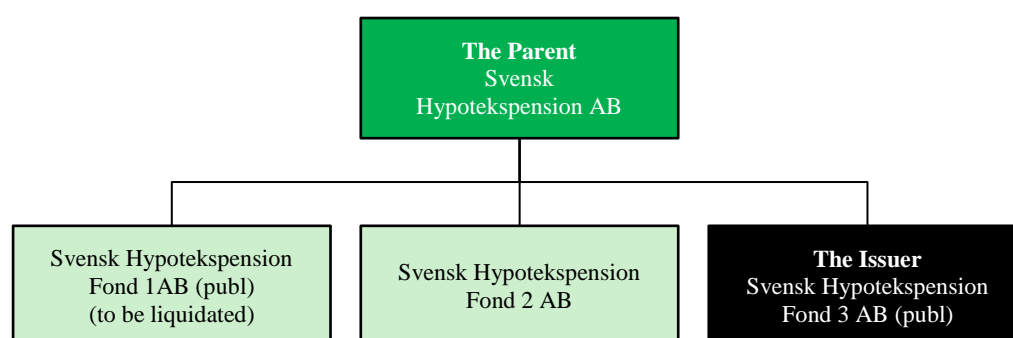 The Parent
Svensk
Hypotekspension AB
Svensk Hypotekspension
Fond 1AB (publ)
(to be liquidated)
Svensk Hypotekspension
Fond 2 AB
The Issuer
Svensk Hypotekspension
Fond 3 AB (publ)